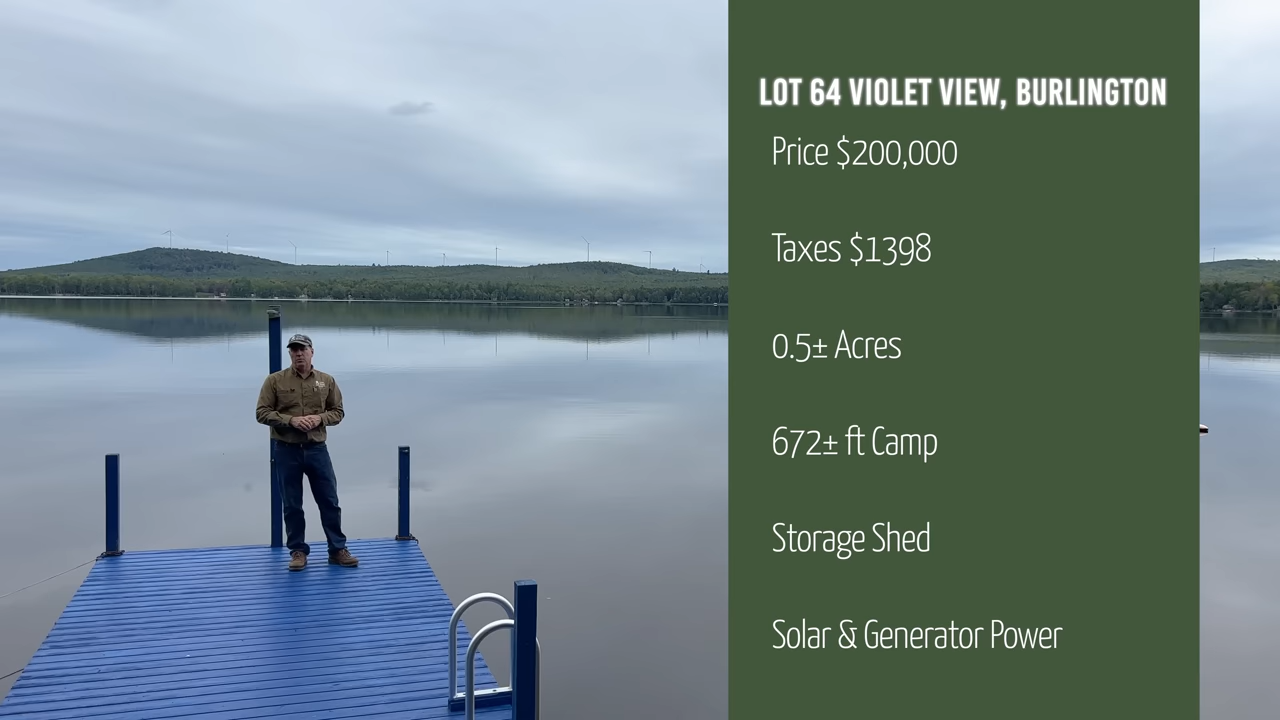 LOT 64 VIOLET VIEW, BURLINGTON
Price $200,000
Taxes $1398
0.5± Acres
672± ft Camp
Storage Shed
Solar & Generator Power